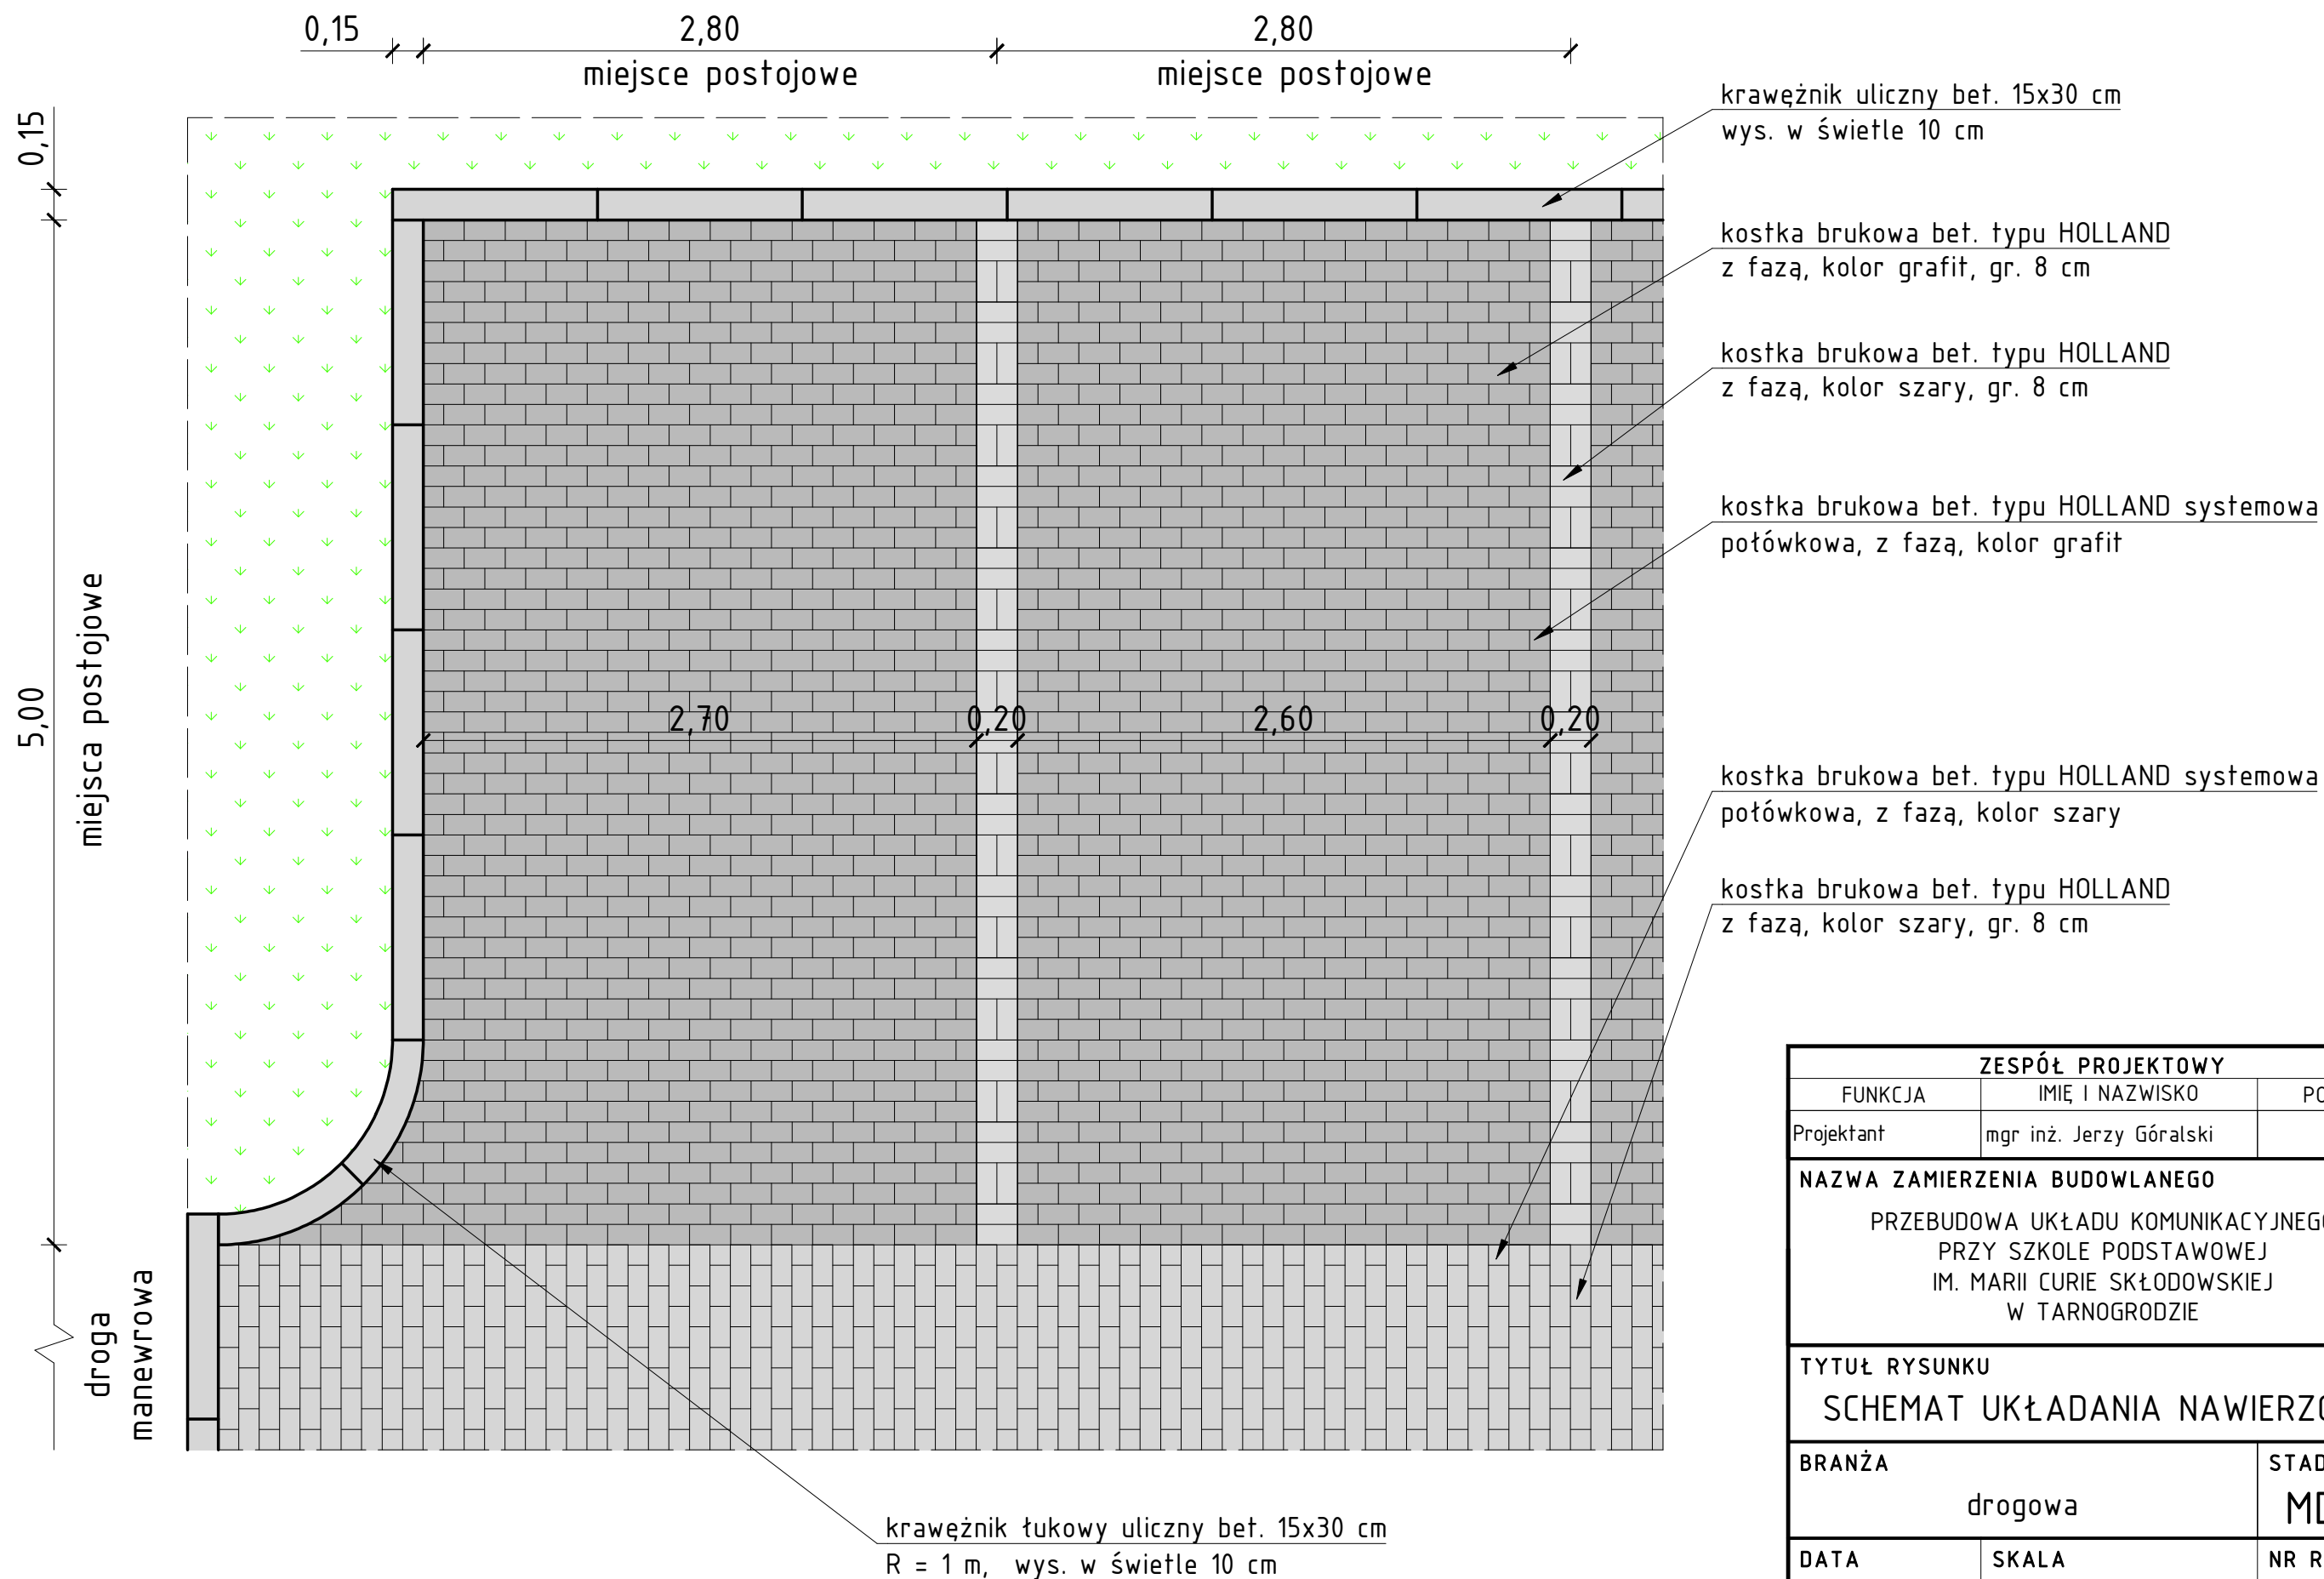 0,15
2,80
2,80
miejsce postojowe
miejsce postojowe
0,15
5,00
miejsca postojowe
droga
manewrowa
2,70
0,20
2,60
0,20
krawężnik uliczny bet. 15x30 cm
wys. w świetle 10 cm
kostka brukowa bet. typu HOLLAND
z fazą, kolor grafit, gr. 8 cm
kostka brukowa bet. typu HOLLAND
z fazą, kolor szary, gr. 8 cm
kostka brukowa bet. typu HOLLAND systemowa
połówkowa, z fazą, kolor grafit
kostka brukowa bet. typu HOLLAND systemowa
połówkowa, z fazą, kolor szary
kostka brukowa bet. typu HOLLAND
z fazą, kolor szary, gr. 8 cm
krawężnik łukowy uliczny bet. 15x30 cm
R = 1 m, wys. w świetle 10 cm
ZESPÓŁ PROJEKTOWY
FUNKCJA
IMIĘ I NAZWISKO
Projektant
mgr inż. Jerzy Góralski
NAZWA ZAMIERZENIA BUDOWLANEGO
PRZEBUDOWA UKŁADU KOMUNIKACYJNEGO
PRZY SZKOLE PODSTAWOWEJ
IM. MARII CURIE SKŁODOWSKIEJ
W TARNOGRODZIE
TYTUŁ RYSUNKU
SCHEMAT UKŁADANIA
BRANŻA
drogowa
DATA
SKALA
NR